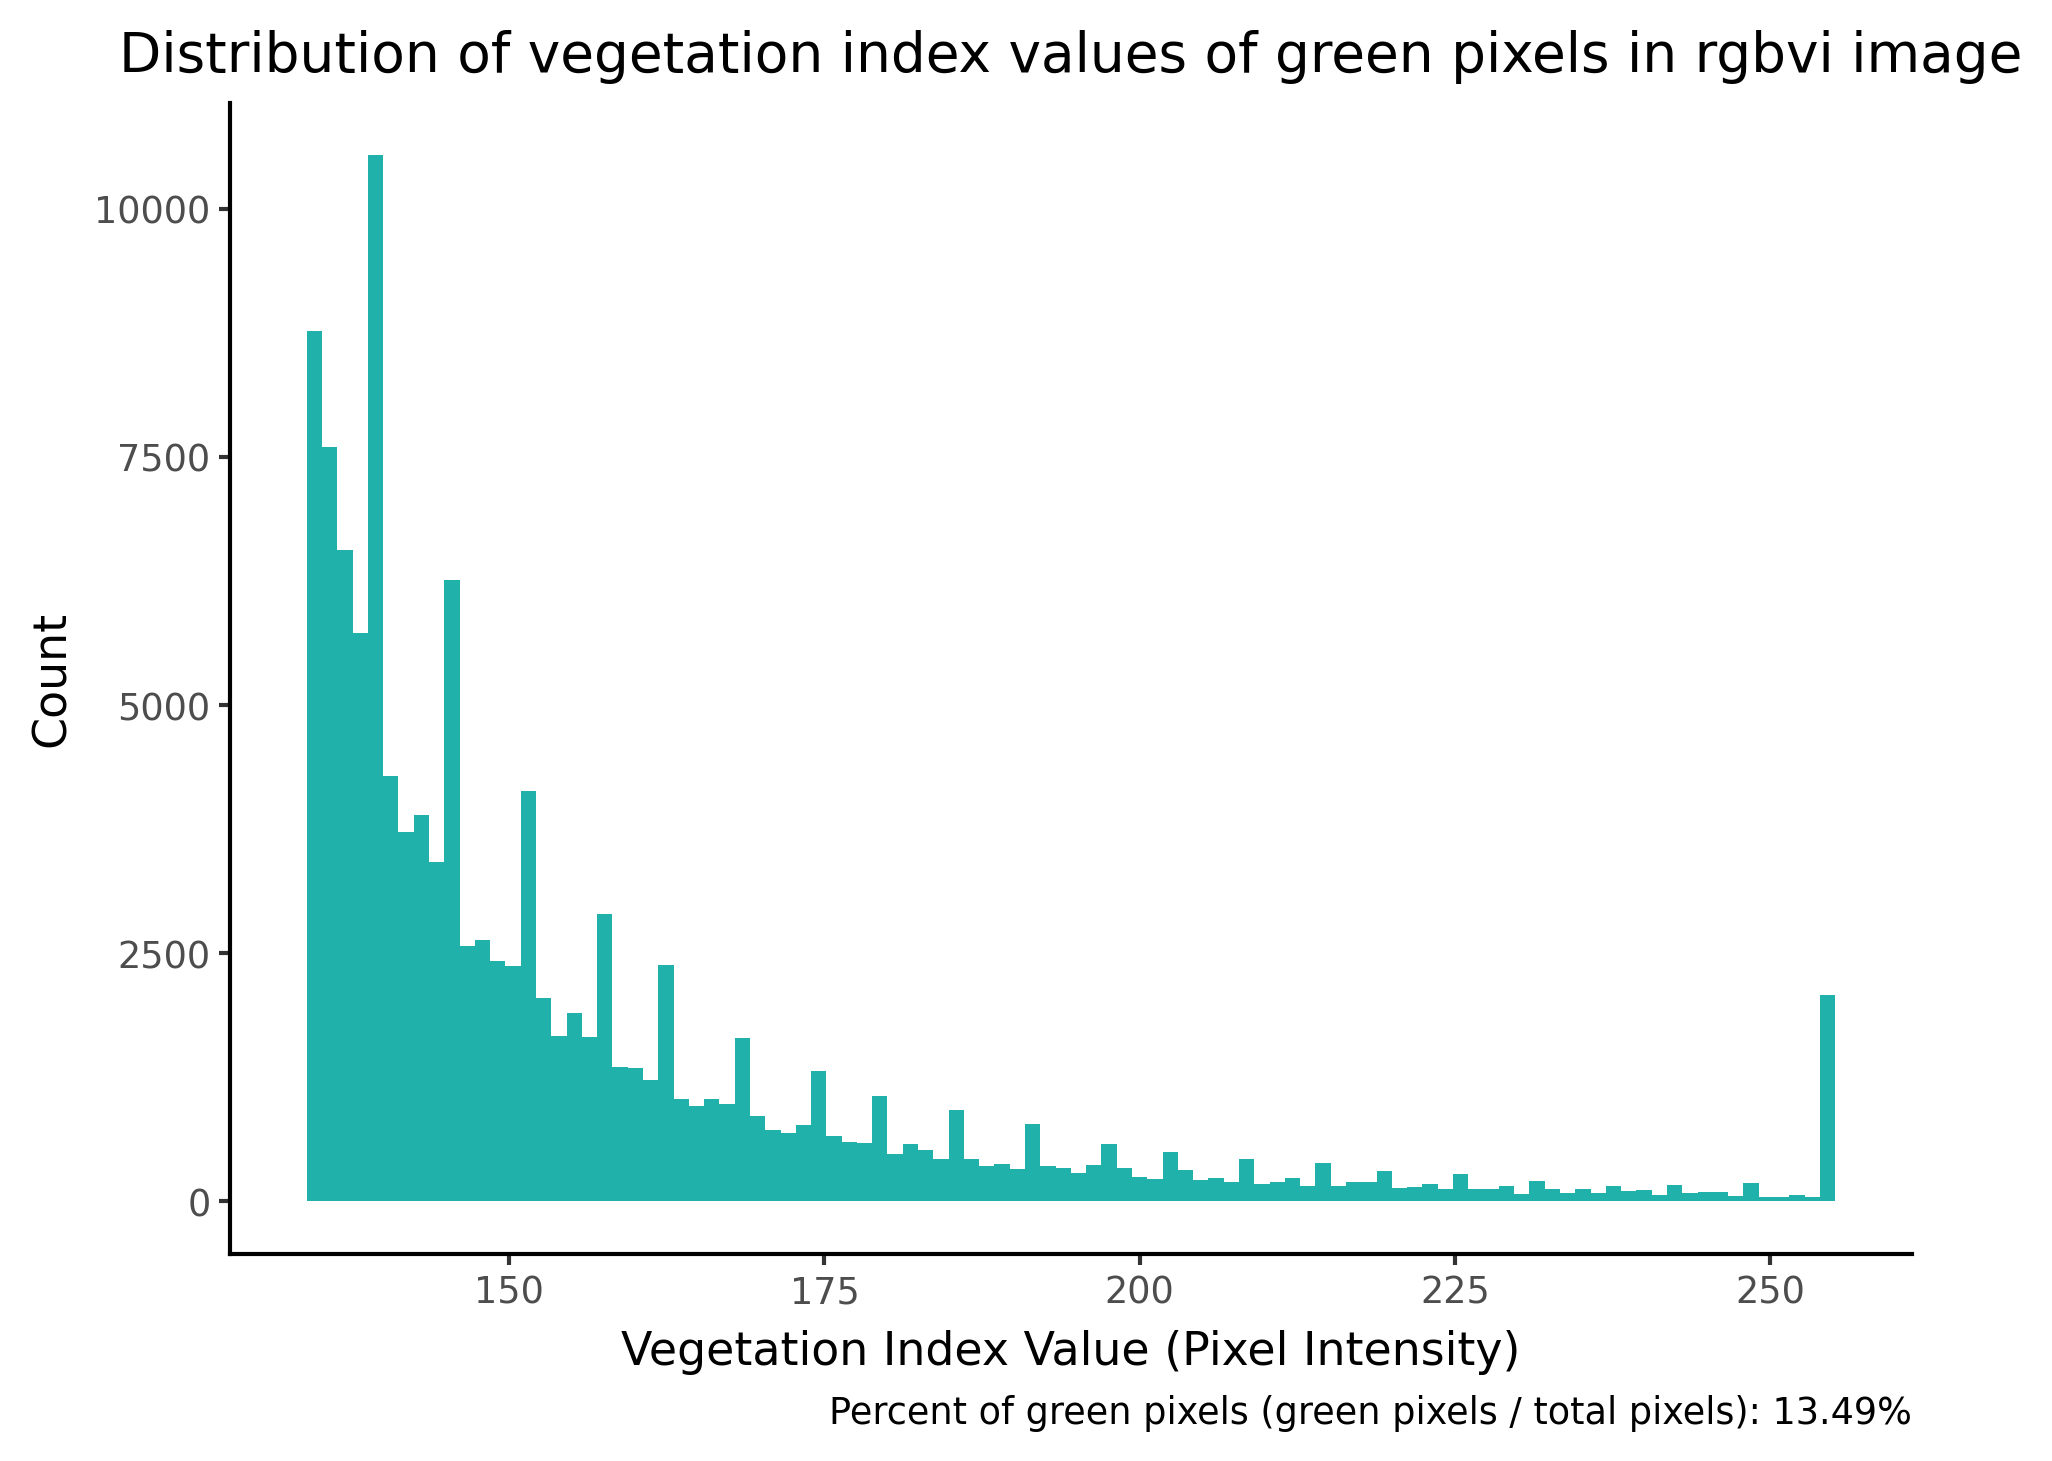 Distribution of vegetation index values of green pixels in rgbvi image
Count
10000
7500
5000
2500
0
150 175 200 225 250
Vegetation Index Value (Pixel Intensity)
Percent of green pixels (green pixels / total pixels): 13.49%